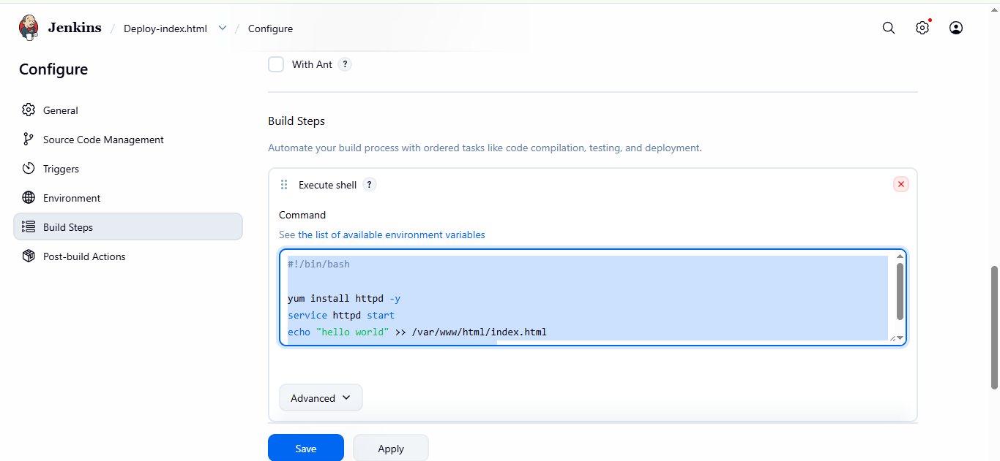 Jenkins / Deploy-index.html / Configure
Configure
General
Source Code Management
Triggers
Environment
Build Steps
Post-build Actions
With Ant ?
Build Steps
Automate your build process with ordered tasks like code compilation, testing, and deployment.
Execute shell ?
Command
See the list of available environment variables
#!/bin/bash
yum install httpd -y
service httpd start
echo "hello world" >> /var/www/html/index.html
Advanced
Save
Apply